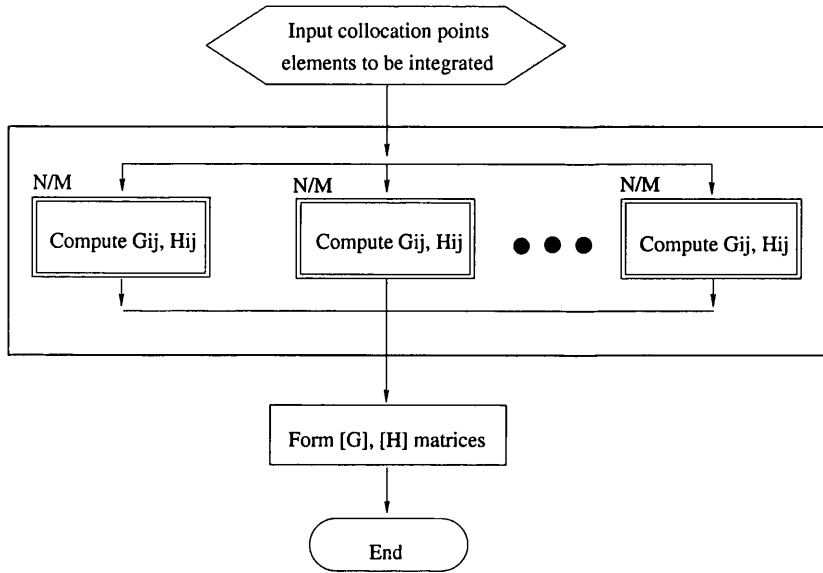 Input collocation points
elements to be integrated
N/M
N/M
N/M
Compute Gij, Hij
Compute Gij, Hij
Compute Gij, Hij
Form [G], [H] matrices
End